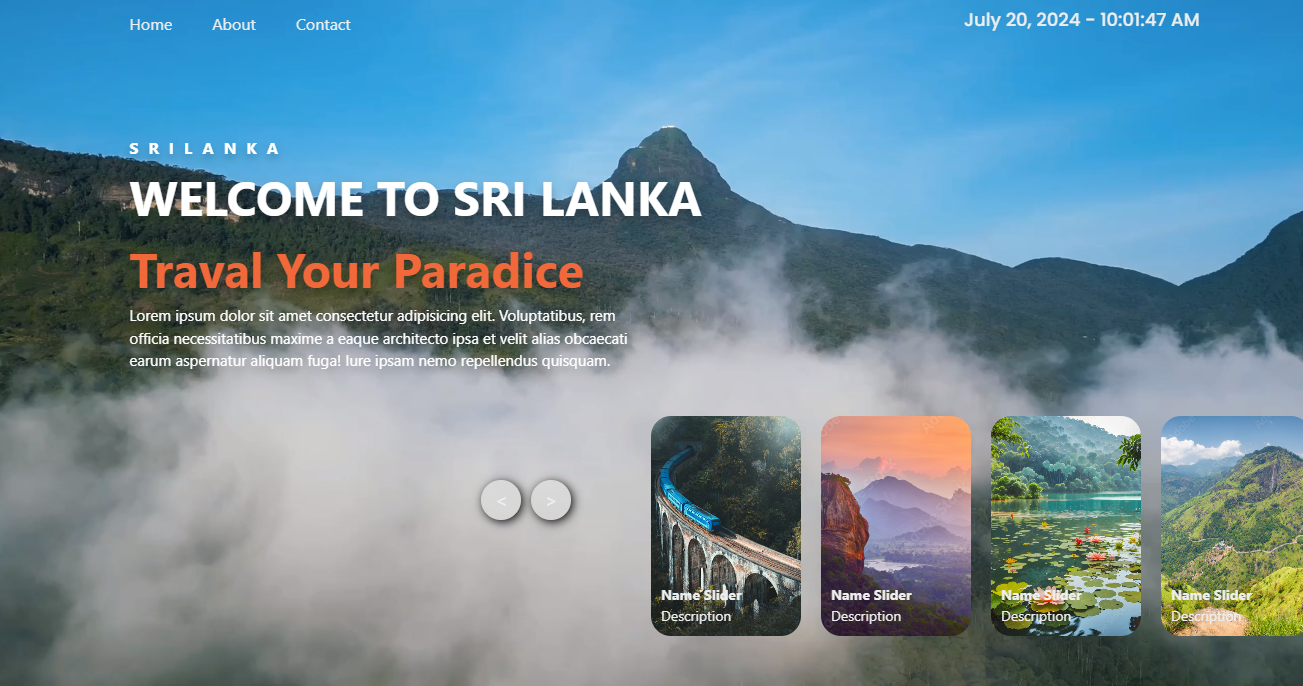 Home About Contact
July 20, 2024 - 10:01:47 AM
SRILANKA
WELCOME TO SRI LANKA
Traval Your Paradice
Lorem ipsum dolor sit amet consectetur adipisicing elit. Voluptatibus, rem
officia necessitatibus maxime a eaque architecto ipsa et velit alias obcaecati
earum aspernatur aliquam fuga! Iure ipsam nemo repellendus quisquam.
< >
Name Slider
Description
Name Slider
Description
Name Slider
Description
Name Slider
Description